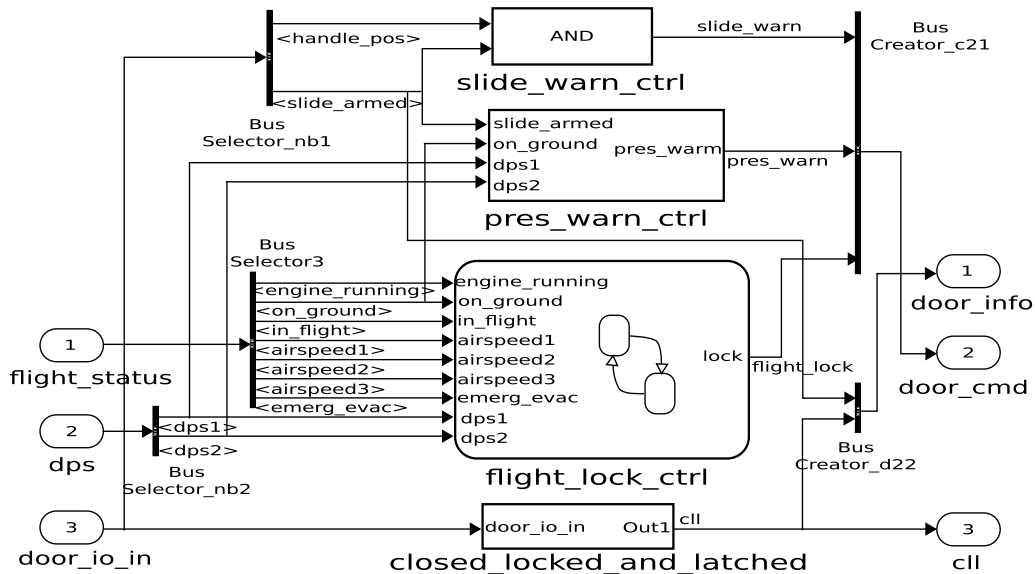 slide_warn
AND
Bus
Creator_c21
<handle_pos>
slide_warn_ctrl
<slide_armed>
Bus
Selector_nb1
slide_armed
on_ground
pres_warm
dps1
pres_warn
dps2
pres_warn_ctrl
Bus
Selector3
1
door_info
engine_running
<engine_running>
on_ground
<on_ground>
in_flight
<in_flight>
airspeed1
<airspeed1>
airspeed2
<airspeed2>
airspeed3
<airspeed3>
emerg_evac
<emerg_evac>
dps1
dps2
lock
flight_lock
1
flight_status
2
door_cmd
2
dps
<dps1>
<dps2>
Bus
Selector_nb2
flight_lock_ctrl
Bus
Creator_d22
3
door_io_in
door_io_in
Out1
cll
closed_locked_and_latched
3
cll